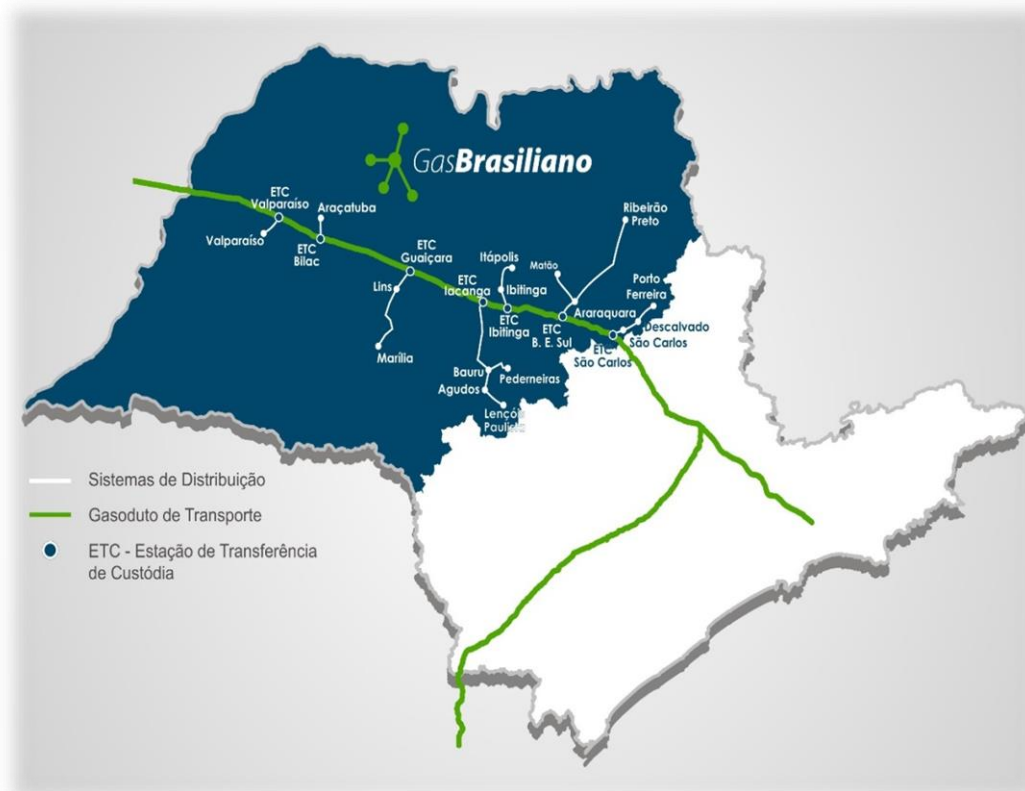 GasBrasiliano
ETC
Valparaíso
Araçatuba
Valparaíso
ETC
Bilac
ETC
Guaiçara
Lins
Marília
ETC
Iacanga
Itápolis
Ibitinga
ETC
Ibitinga
Matão
Ribeirão
Preto
Araraquara
ETC
B. E. Sul
Porto
Ferreira
Descalvado
São Carlos
ETC
São Carlos
Bauru
Pederneiras
Agudos
Lençóis
Paulista
Sistemas de Distribuição
Gasoduto de Transporte
ETC - Estação de Transferência
de Custódia